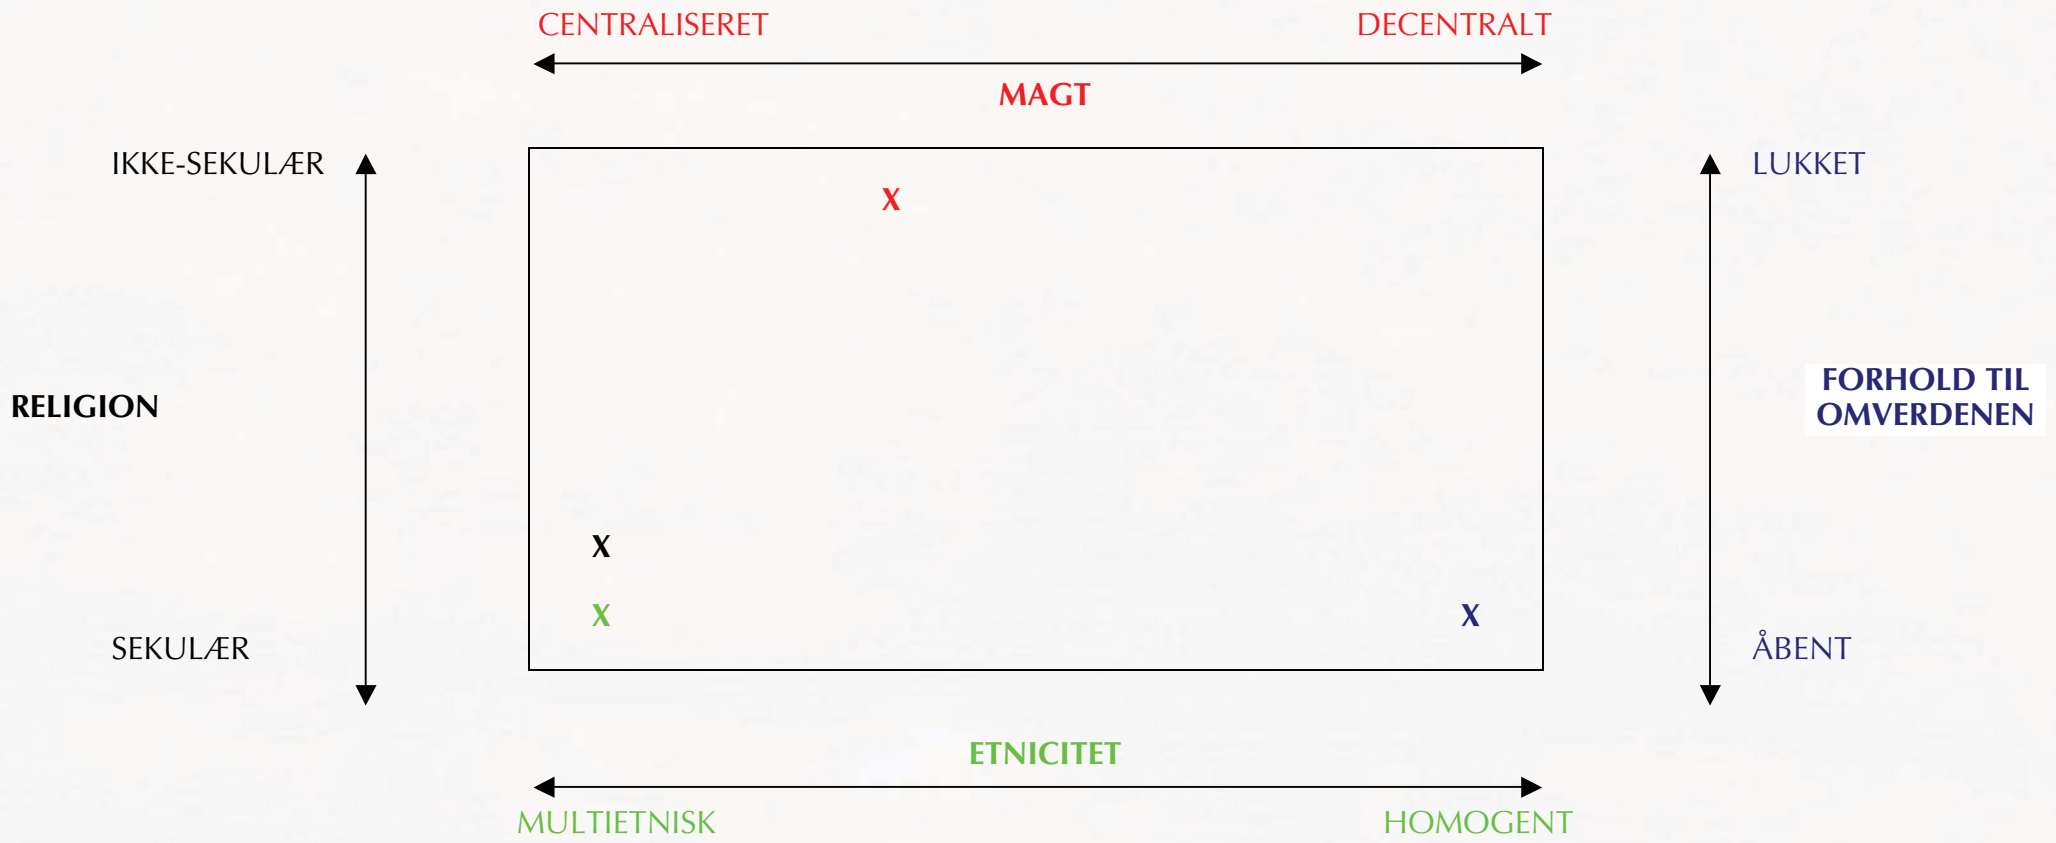 CENTRALISERET DECENTRALT
MAGT
IKKE-SEKULÆR LUKKET
X
RELIGION
FORHOLD TIL
OMVERDENEN
X
X X
SEKULÆR ÅBENT
ETNICITET
MULTIETNISK HOMOGENT